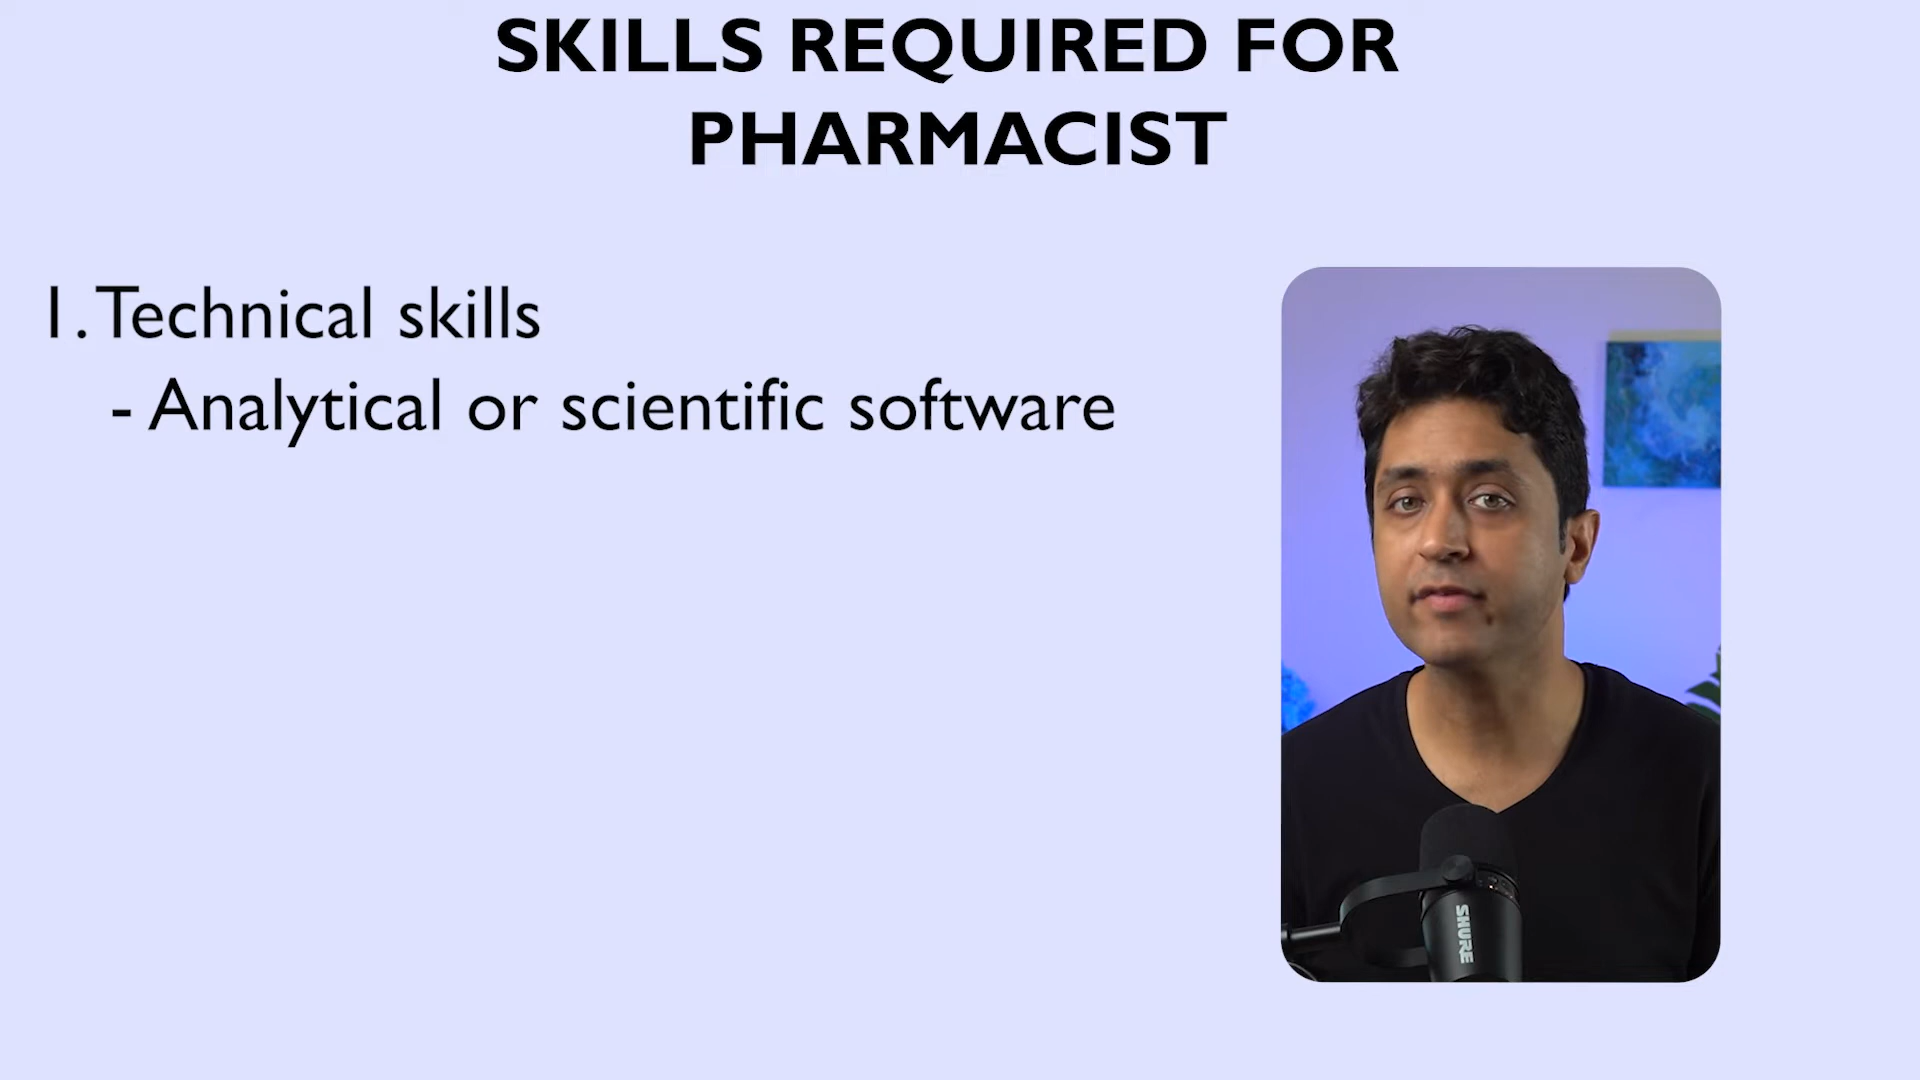 SKILLS REQUIRED FOR
PHARMACIST
1. Technical skills
- Analytical or scientific software
SHURE